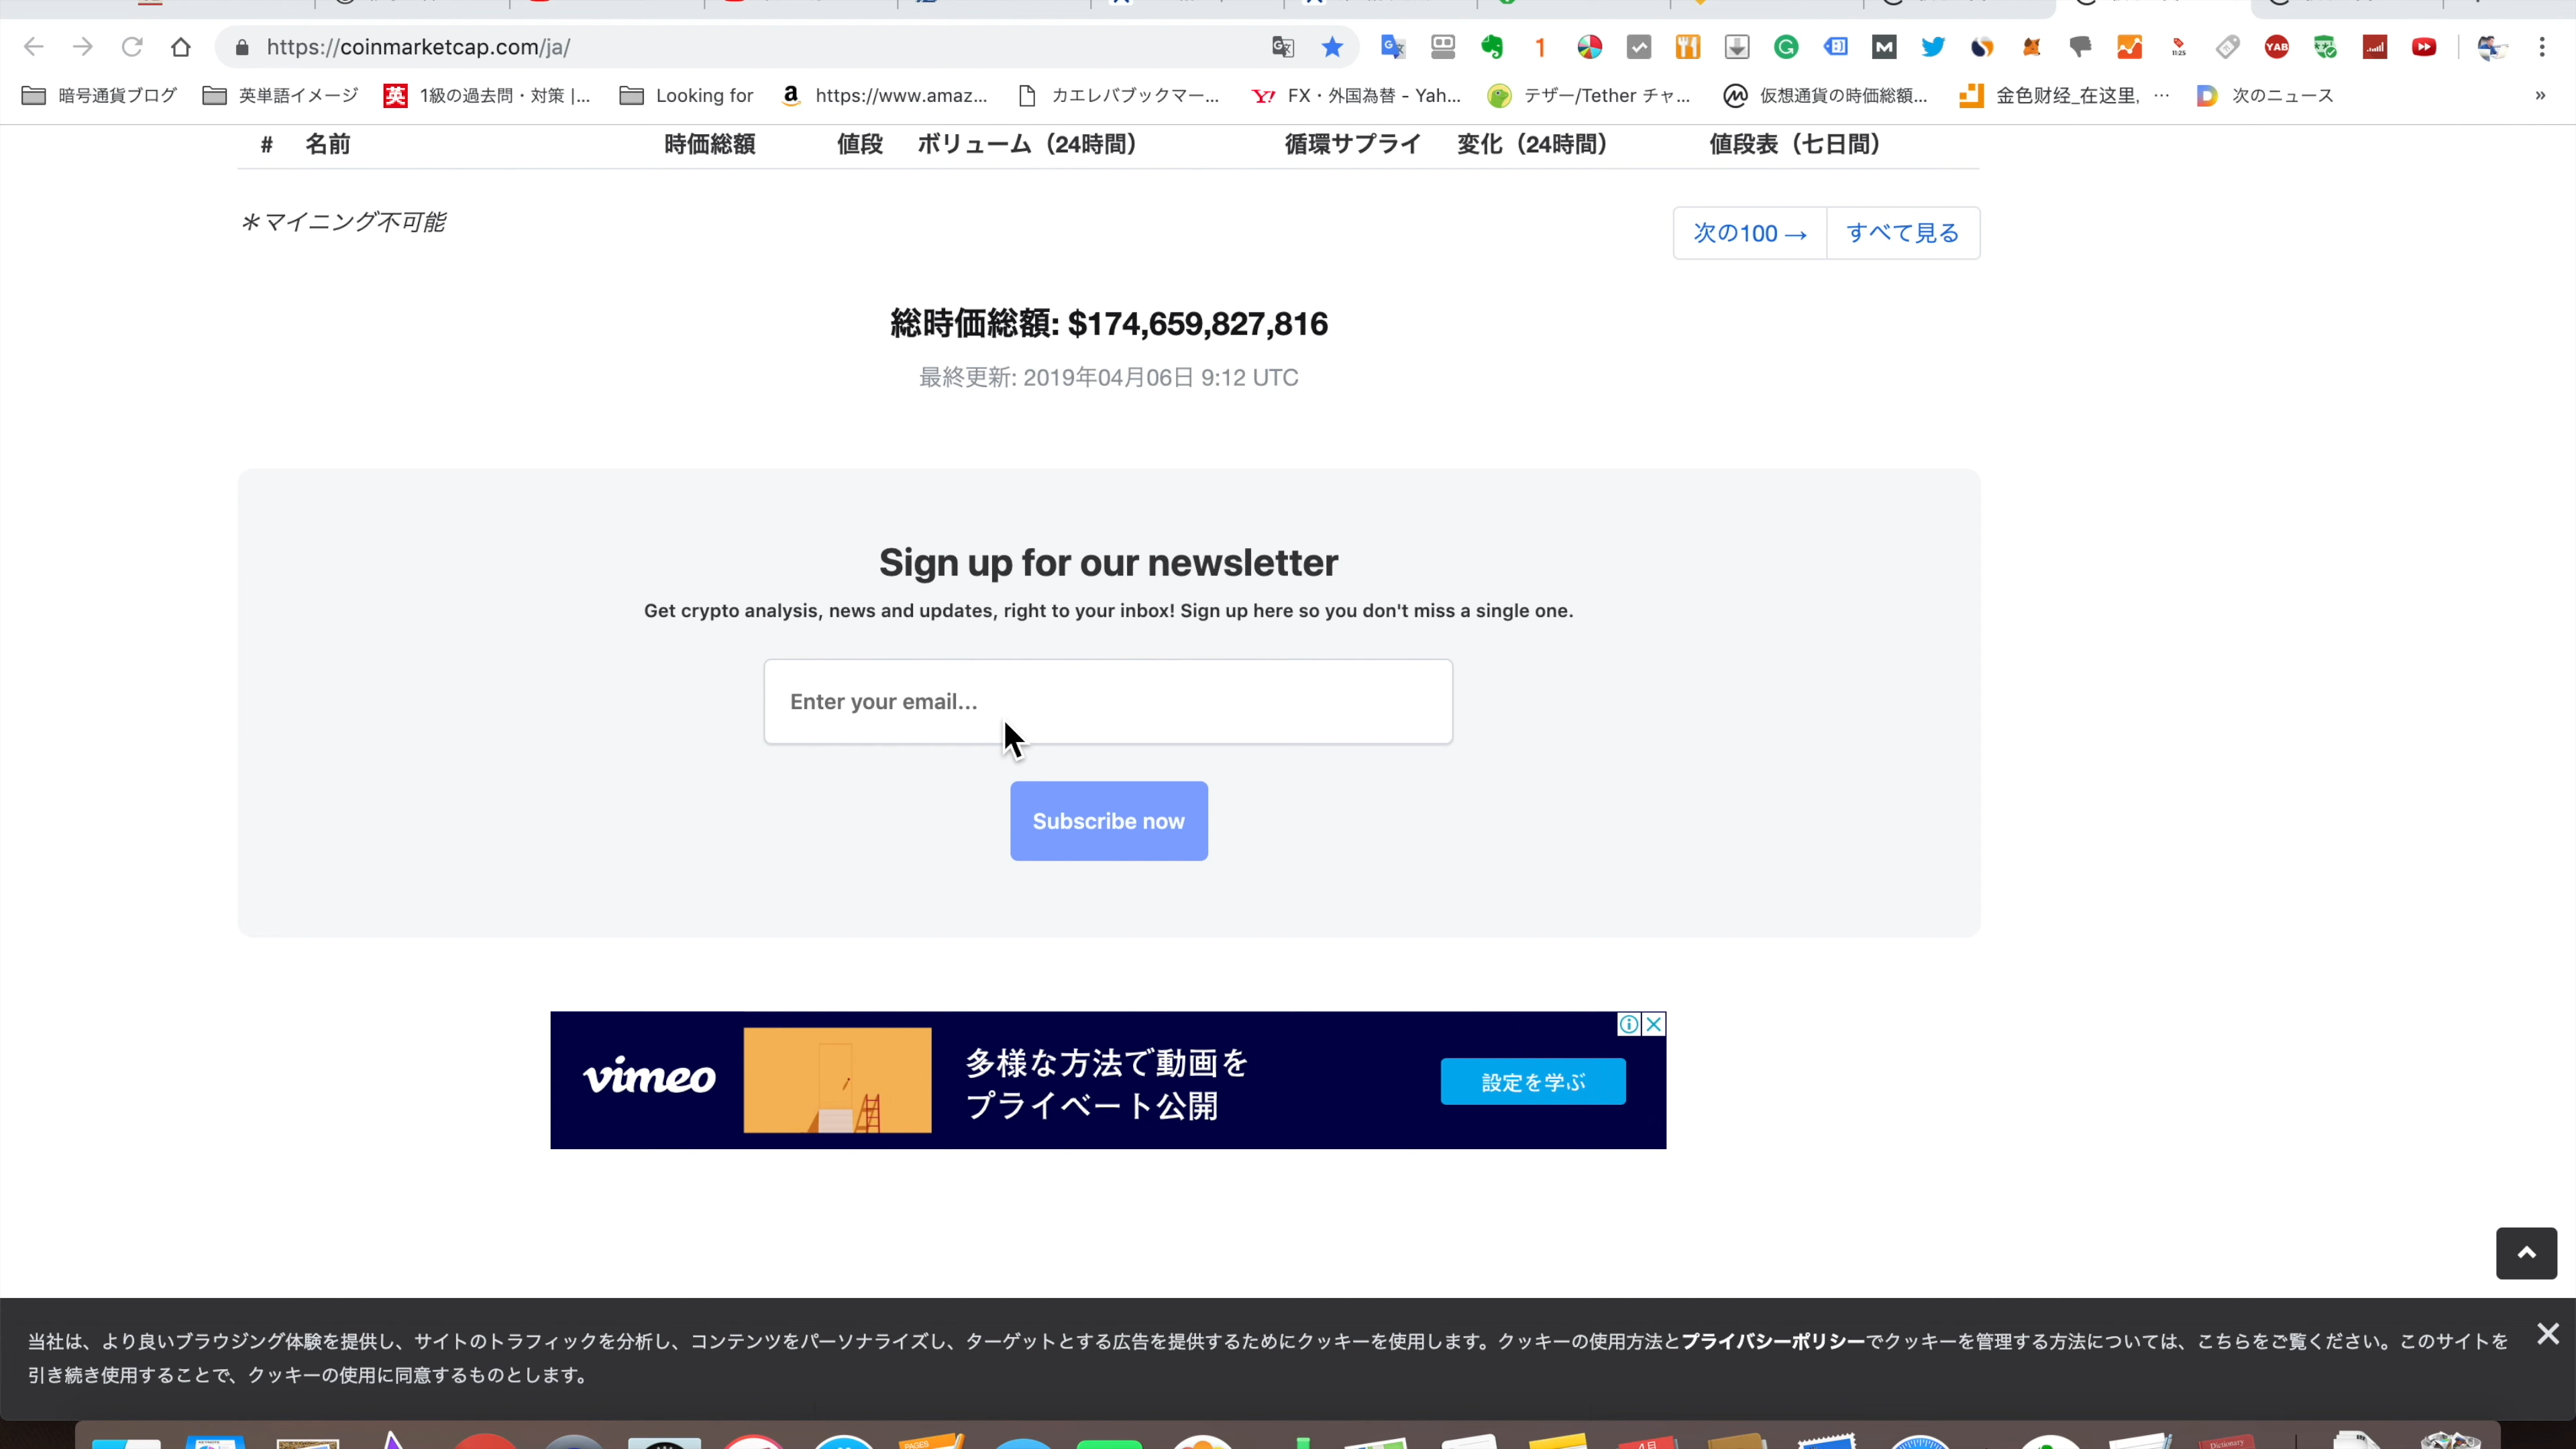 https://coinmarketcap.com/ja/
暗号通貨ブログ 英単語イメージ 英 1級の過去問・対策 |... Looking for a https://www.amaz... カエレバブックマー... Y! FX・外国為替 - Yah... テザー/Tether チャ... 仮想通貨の時価総額... 金色财经_在这里, ... 次のニュース »
# 名前 時価総額 値段 ボリューム（24時間） 循環サプライ 変化（24時間） 値段表（七日間）
＊マイニング不可能
次の100 → すべて見る
総時価総額: $174,659,827,816
最終更新: 2019年04月06日 9:12 UTC
Sign up for our newsletter
Get crypto analysis, news and updates, right to your inbox! Sign up here so you don't miss a single one.
Enter your email...
Subscribe now
vimeo
多様な方法で動画を
プライベート公開
設定を学ぶ
当社は、より良いブラウジング体験を提供し、サイトのトラフィックを分析し、コンテンツをパーソナライズし、ターゲットとする広告を提供するためにクッキーを使用します。クッキーの使用方法とプライバシーポリシーでクッキーを管理する方法については、こちらをご覧ください。このサイトを
引き続き使用することで、クッキーの使用に同意するものとします。
PAGES
4月
Dictionary